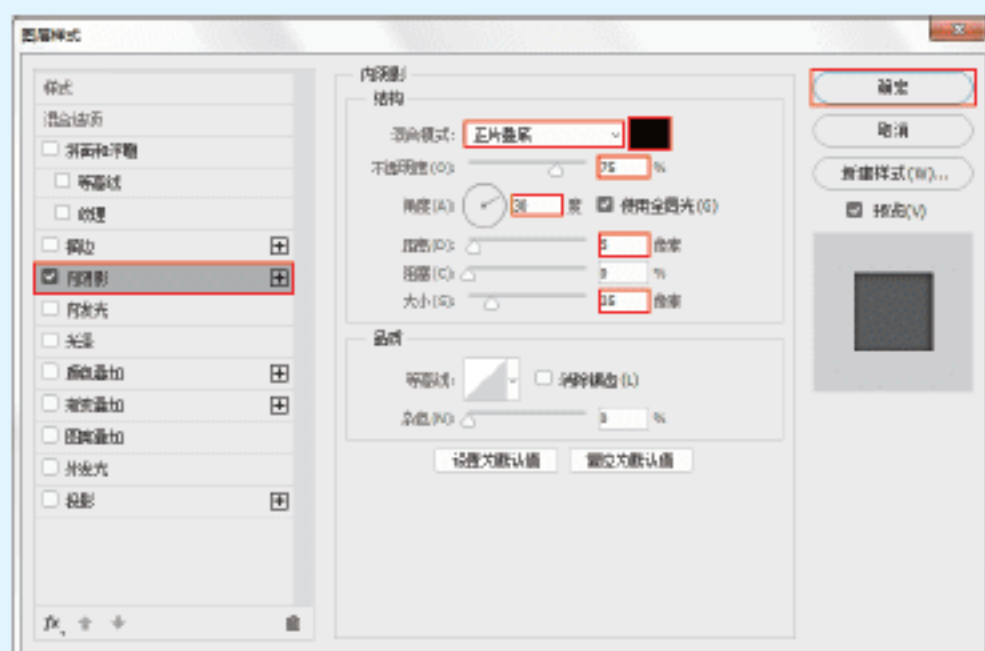 图层样式
样式
混合选项
斜面和浮雕
等高线
纹理
描边
内阴影
内发光
光泽
颜色叠加
渐变叠加
图案叠加
外发光
投影
fx
内阴影
结构
混合模式: 正片叠底
不透明度(O): 75 %
角度(A): 30 度 使用全局光(G)
距离(D): 5 像素
阻塞(C): 0 %
大小(S): 像素
品质
等高线: 消除锯齿(L)
杂色(N): 0 %
设置为默认值 复位为默认值
确定
取消
新建样式(W)...
预览(V)